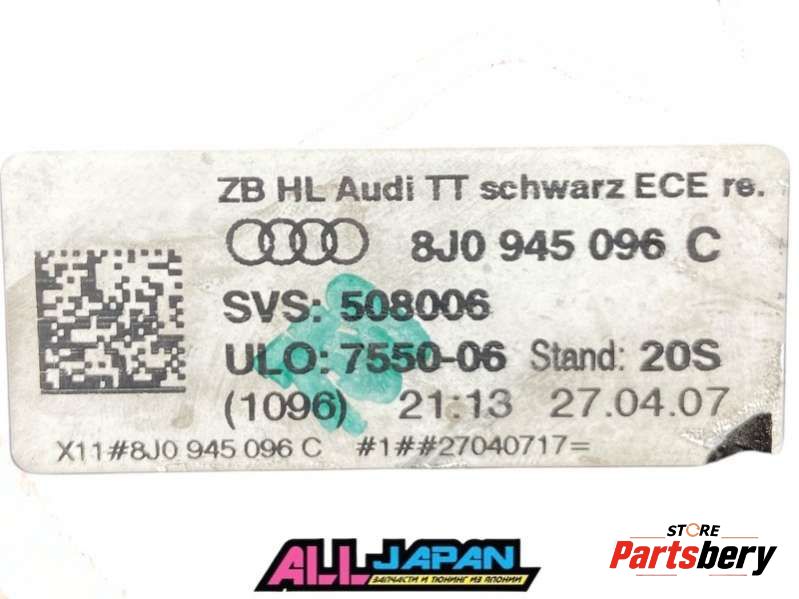 ZB HL Audi TT schwarz ECE re.
8J0 945 096 C
SVS: 508006
ULO: 7550-06 Stand: 20S
(1096) 21:13 27.04.07
X11#8J0 945 096 C #1##27040717=
ALL JAPAN
ЗАПЧАСТИ И ТЮНИНГ ИЗ ЯПОНИИ
STORE
Partsbery